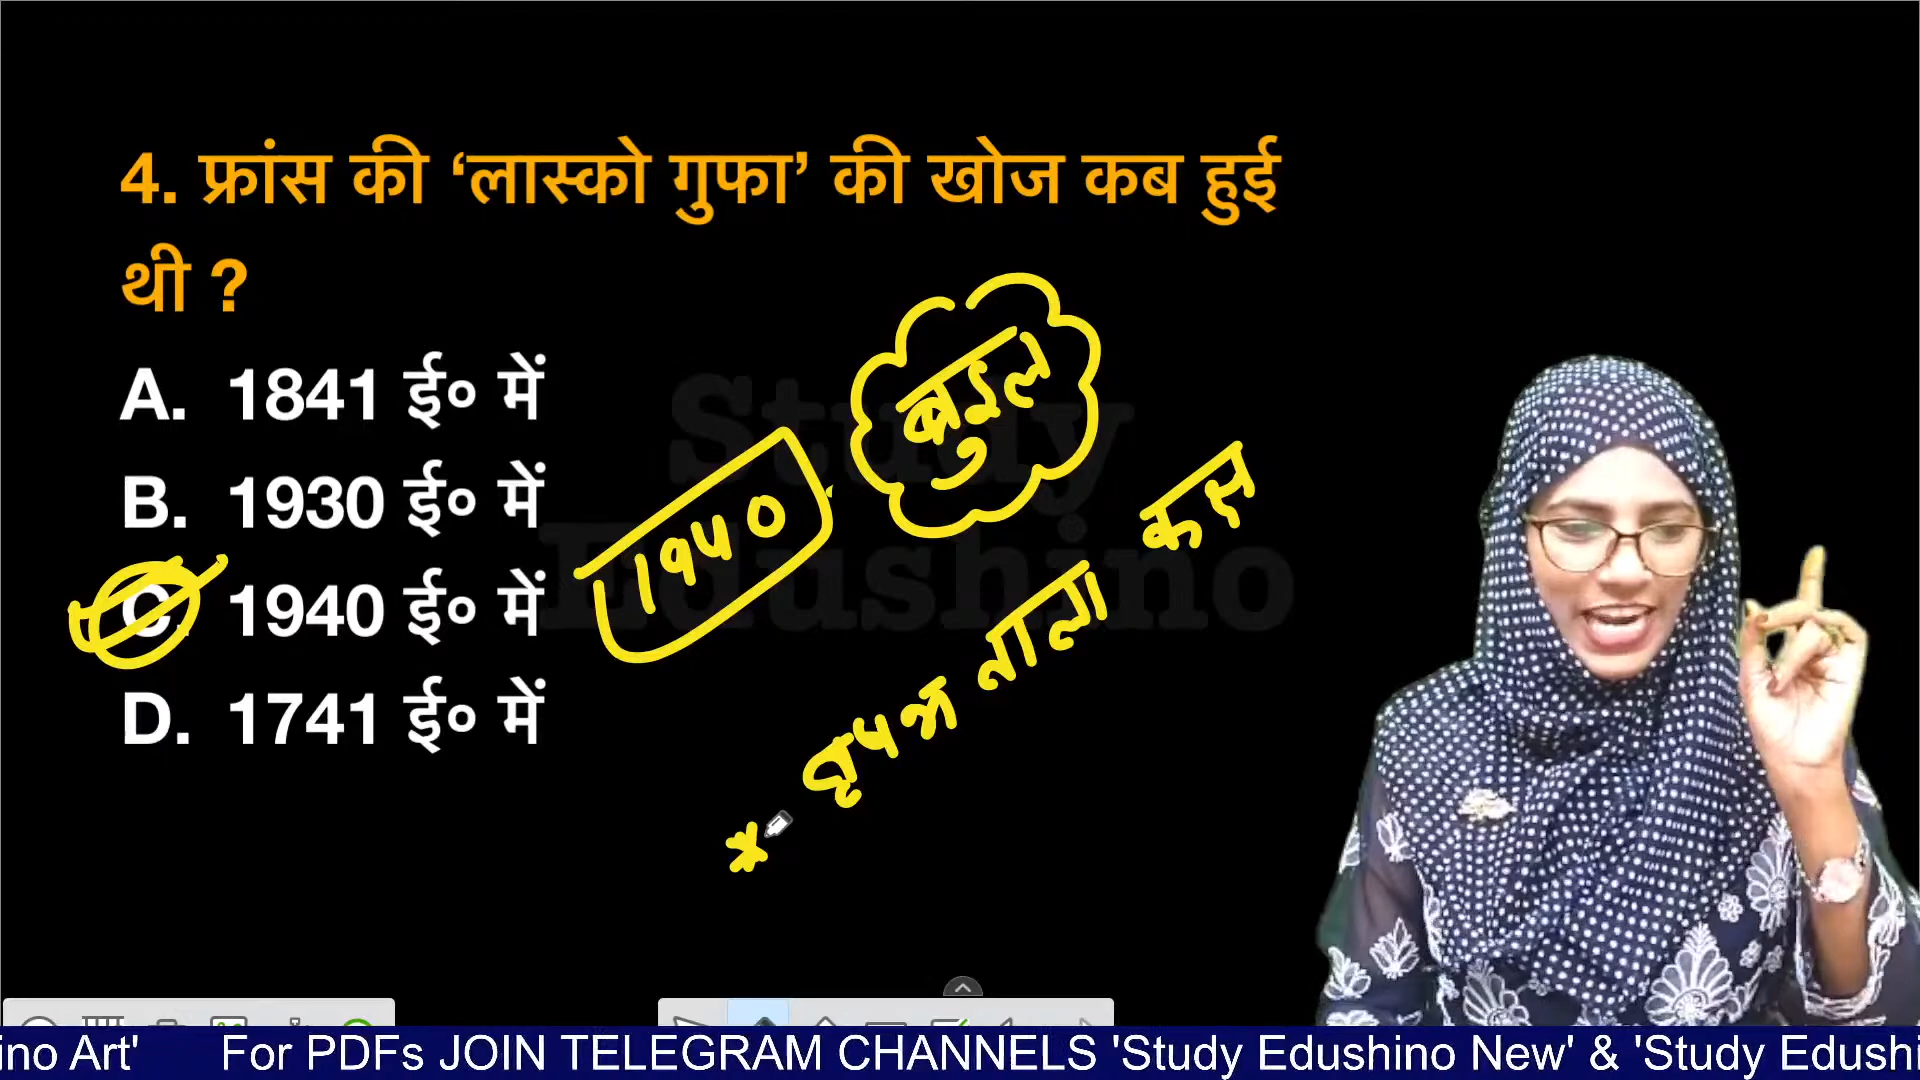 4. फ्रांस की ‘लास्को गुफा’ की खोज कब हुई
थी ?
A. 1841 ई० में
B. 1930 ई० में
C. 1940 ई० में
D. 1741 ई० में
1940
Study
Edushino
वृषभ वाला कक्ष
ino Art' For PDFs JOIN TELEGRAM CHANNELS 'Study Edushino New' & 'Study Edushi